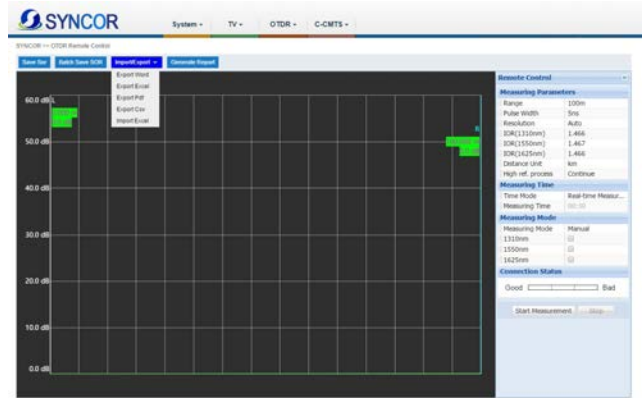 SYNCOR
System TV OTDR C-CMTS
SYNCOR >> OTDR Remote Control
Save Sor Batch Save SOR Import/Export Generate Report
Export Word
Export Excel
Export Pdf
Export Csv
Import Excel
60.0 dB
50.0 dB
40.0 dB
30.0 dB
20.0 dB
10.0 dB
0.0 dB
Remote Control
Measuring Parameters
Range 100m
Pulse Width 5ns
Resolution Auto
IOR(1310nm) 1.466
IOR(1550nm) 1.467
IOR(1625nm) 1.466
Distance Unit km
High ref. process Continue
Measuring Time
Time Mode Real-time Measur...
Measuring Time 00:30
Measuring Mode
Measuring Mode Manual
1310nm
1550nm
1625nm
Connection Status
Good Bad
Start Measurement Stop